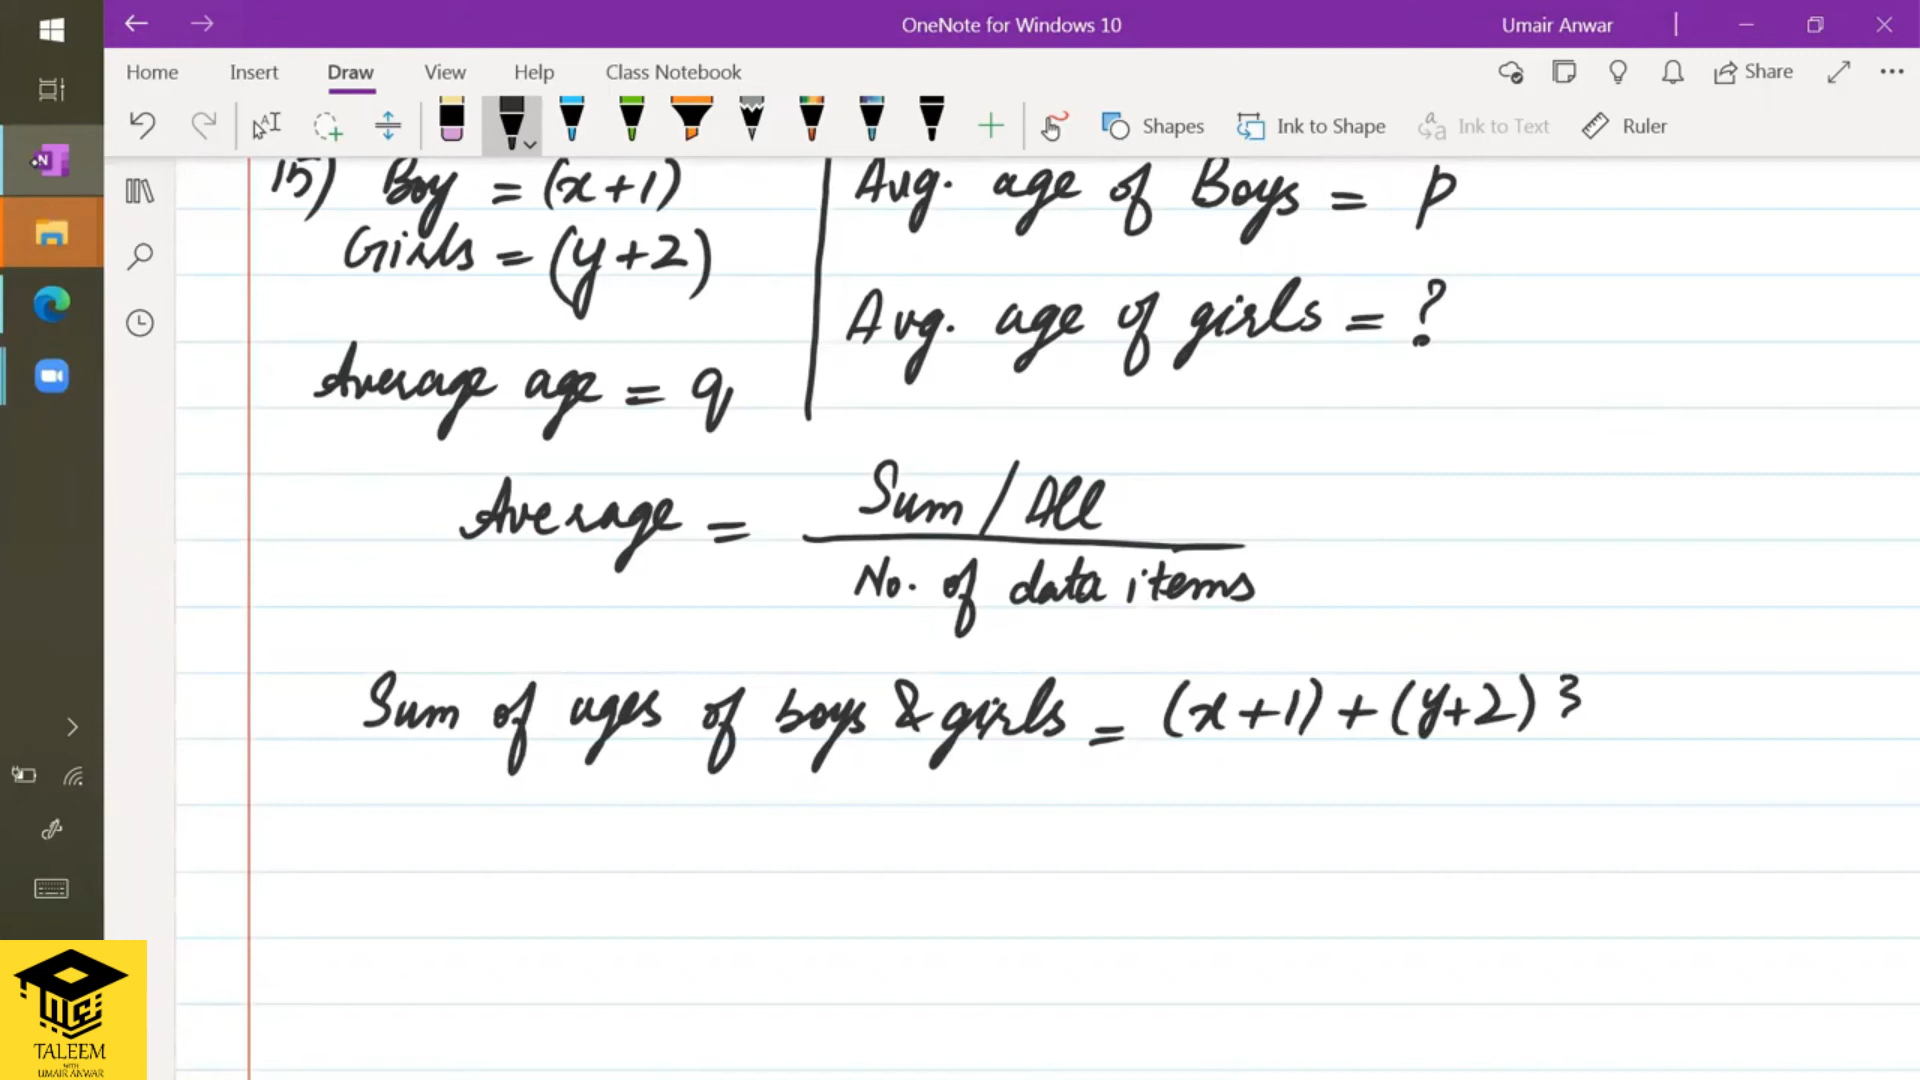 OneNote for Windows 10
Umair Anwar
Home Insert Draw View Help Class Notebook
Share
Shapes Ink to Shape Ink to Text Ruler
15) Boy = (x+1)
Girls = (y+2)
Average age = q
Avg. age of Boys = p
Avg. age of girls = ?
Average = Sum / All
No. of data items
Sum of ages of boys & girls = (x+1) + (y+2)
TALEEM
WITH
UMAIR ANWAR